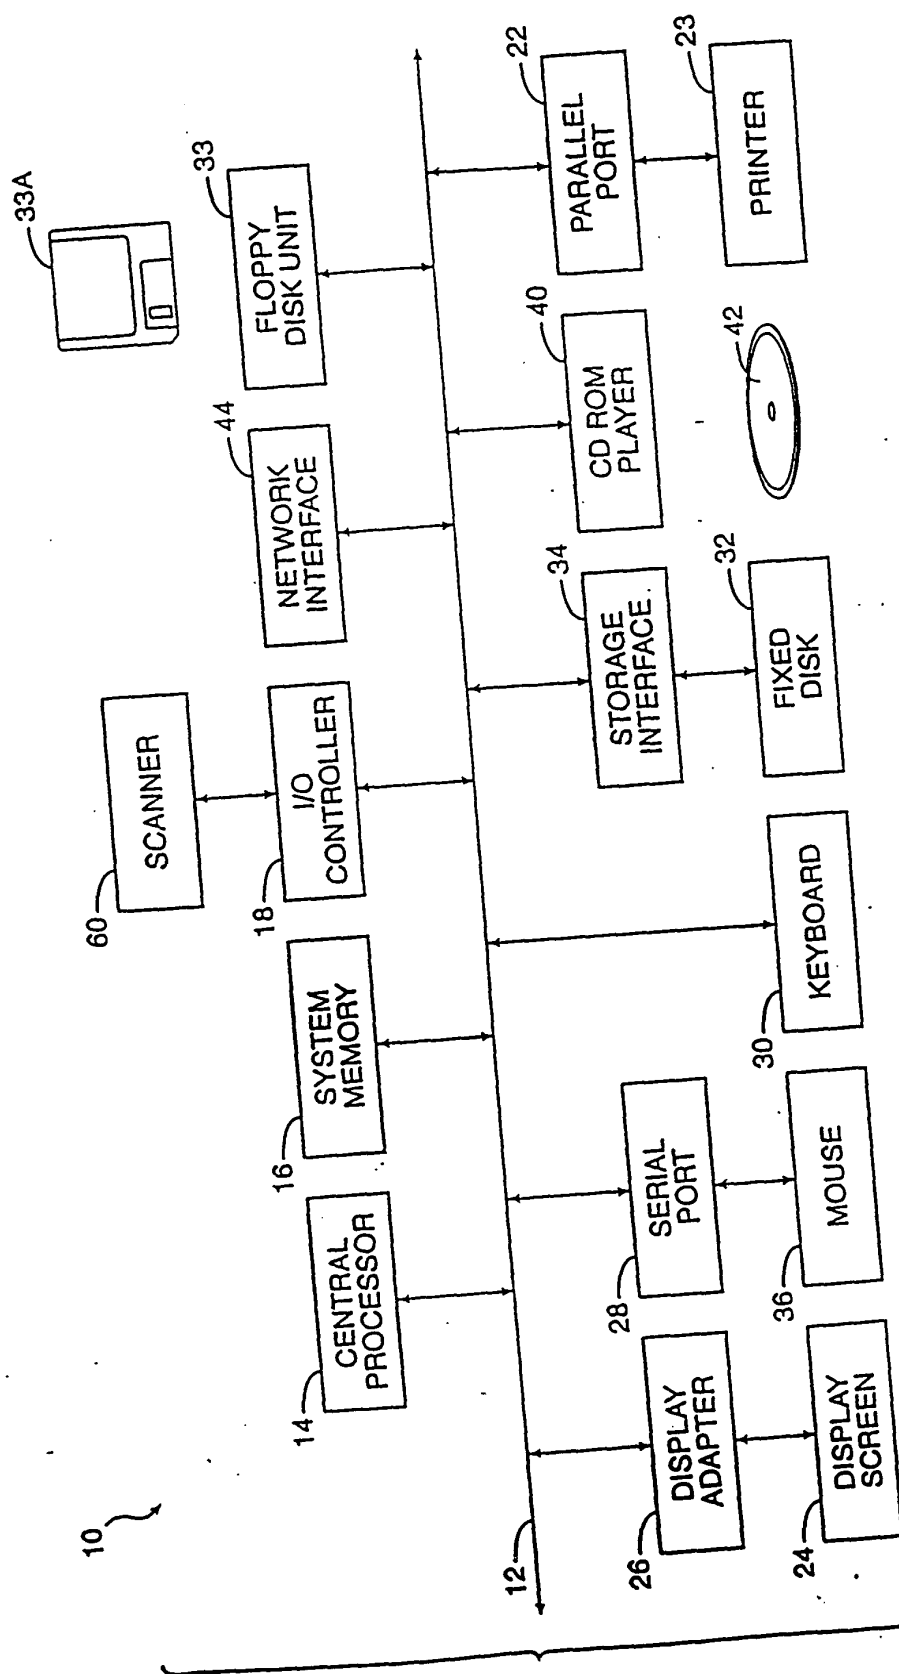 10
60
SCANNER
33A
14
CENTRAL
PROCESSOR
16
SYSTEM
MEMORY
18
I/O
CONTROLLER
44
NETWORK
INTERFACE
33
FLOPPY
DISK UNIT
12
26
DISPLAY
ADAPTER
28
SERIAL
PORT
34
STORAGE
INTERFACE
40
CD ROM
PLAYER
22
PARALLEL
PORT
24
DISPLAY
SCREEN
36
MOUSE
30
KEYBOARD
32
FIXED
DISK
42
23
PRINTER